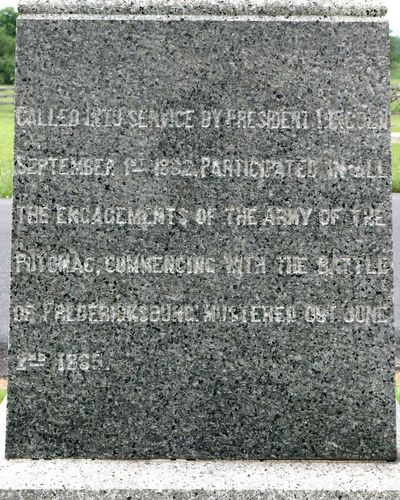 CALLED INTO SERVICE BY PRESIDENT LINCOLN
SEPTEMBER 1ST 1862. PARTICIPATED IN ALL
THE ENGAGEMENTS OF THE ARMY OF THE
POTOMAC, COMMENCING WITH THE BATTLE
OF FREDERICKSBURG. MUSTERED OUT JUNE
2ND 1865.